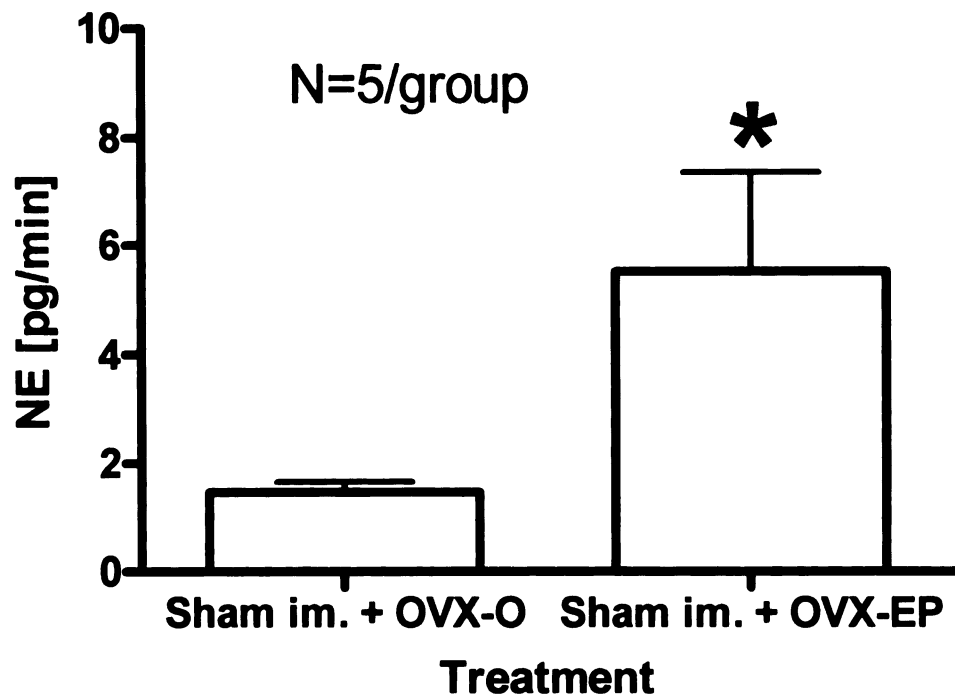 10
N=5/group
*
8
6
4
2
0
NE [pg/min]
Sham im. + OVX-O Sham im. + OVX-EP
Treatment